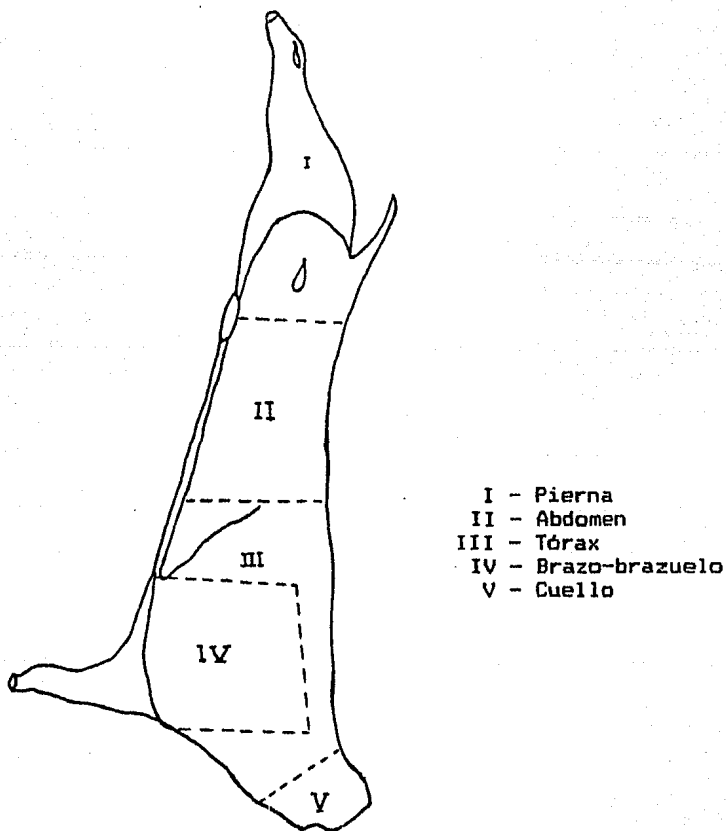 I
II
III
IV
V
I - Pierna
II - Abdomen
III - Tórax
IV - Brazo-brazuelo
V - Cuello